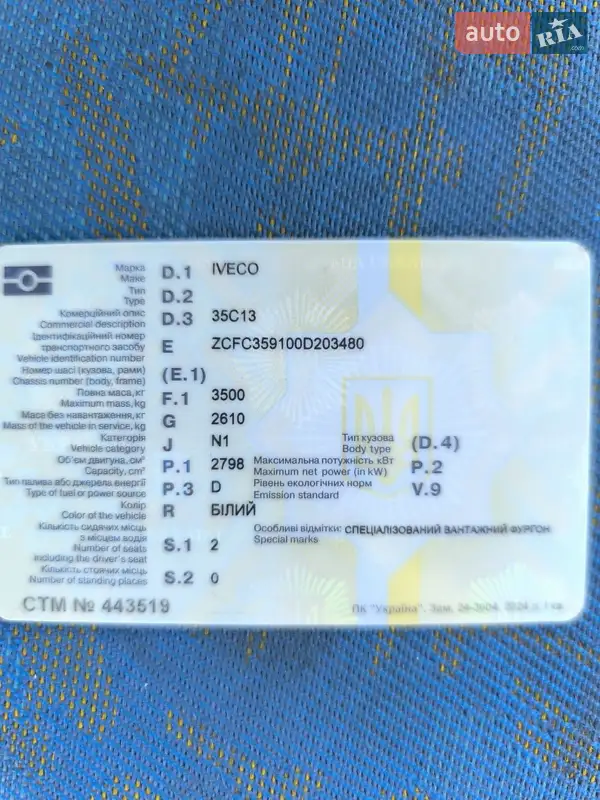 auto RIA .com
Марка
Make D.1 IVECO
Тип
Type D.2
Комерційний опис
Commercial description D.3 35C13
Ідентифікаційний номер
транспортного засобу E ZCFC359100D203480
Vehicle identification number
Номер шасі (кузова, рами)
Chassis number (body, frame) (E.1)
Повна маса, кг
Maximum mass, kg F.1 3500
Маса без навантаження, кг
Mass of the vehicle in service, kg G 2610
Категорія
Vehicle category J N1
Тип кузова
Body type (D.4)
Об'єм двигуна, см³
Capacity, cm³ P.1 2798
Максимальна потужність кВт
Maximum net power (in kW) P.2
Тип палива або джерела енергії
Type of fuel or power source P.3 D
Рівень екологічних норм
Emission standard V.9
Колір
Color of the vehicle R БІЛИЙ
Кількість сидячих місць
з місцем водія
Number of seats S.1 2
including the driver's seat
Особливі відмітки: СПЕЦІАЛІЗОВАНИЙ ВАНТАЖНИЙ ФУРГОН
Special marks
Кількість стоячих місць
Number of standing places S.2 0
СТМ № 443519
ПК "Україна". Зам. 2024 р. I кв